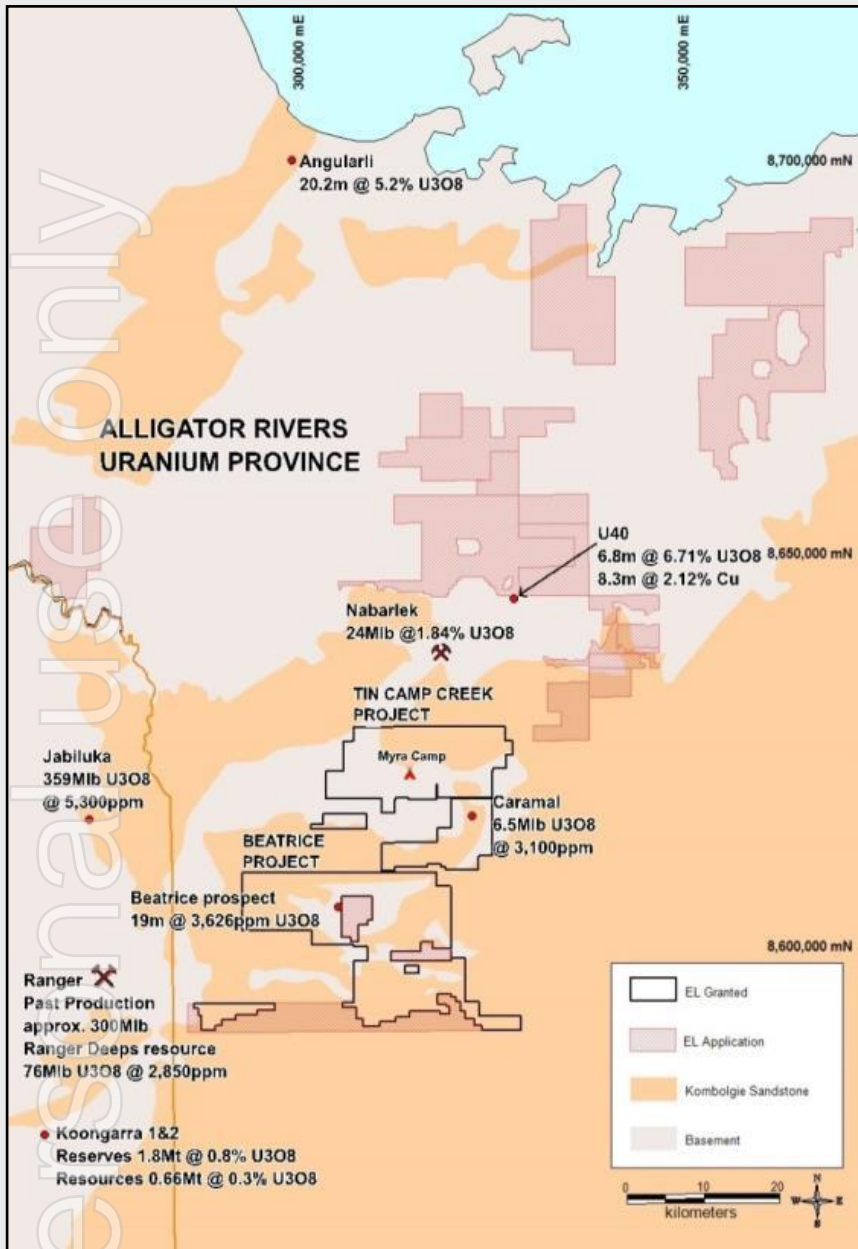 300,000 mE
350,000 mE
8,700,000 mN
Angularli
20.2m @ 5.2% U3O8
ALLIGATOR RIVERS
URANIUM PROVINCE
U40
6.8m @ 6.71% U3O8
8.3m @ 2.12% Cu
8,650,000 mN
Nabarlek
24Mlb @1.84% U3O8
TIN CAMP CREEK
PROJECT
Myra Camp
Jabiluka
359Mlb U3O8
@ 5,300ppm
Caramal
6.5Mlb U3O8
@ 3,100ppm
BEATRICE
PROJECT
Beatrice prospect
19m @ 3,626ppm U3O8
8,600,000 mN
Ranger
Past Production
approx. 300Mlb
Ranger Deeps resource
76Mlb U3O8 @ 2,850ppm
Koongarra 1&2
Reserves 1.8Mt @ 0.8% U3O8
Resources 0.66Mt @ 0.3% U3O8
EL Granted
EL Application
Kombolgie Sandstone
Basement
0 10 20
kilometers
N
W E
S
ersonal use only